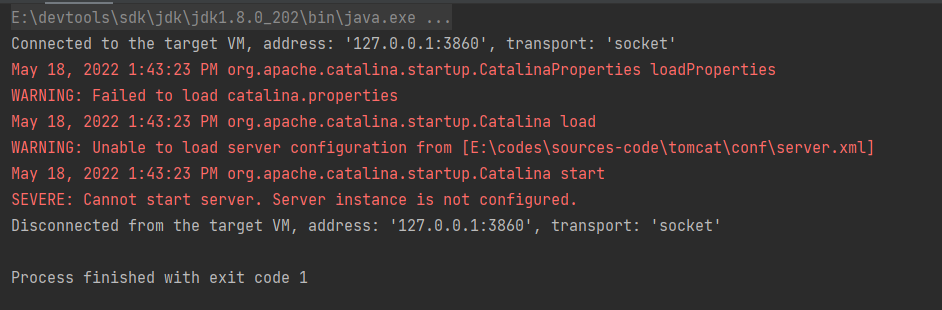 E:\devtools\sdk\jdk\jdk1.8.0_202\bin\java.exe ...
Connected to the target VM, address: '127.0.0.1:3860', transport: 'socket'
May 18, 2022 1:43:23 PM org.apache.catalina.startup.CatalinaProperties loadProperties
WARNING: Failed to load catalina.properties
May 18, 2022 1:43:23 PM org.apache.catalina.startup.Catalina load
WARNING: Unable to load server configuration from [E:\codes\sources-code\tomcat\conf\server.xml]
May 18, 2022 1:43:23 PM org.apache.catalina.startup.Catalina start
SEVERE: Cannot start server. Server instance is not configured.
Disconnected from the target VM, address: '127.0.0.1:3860', transport: 'socket'
Process finished with exit code 1